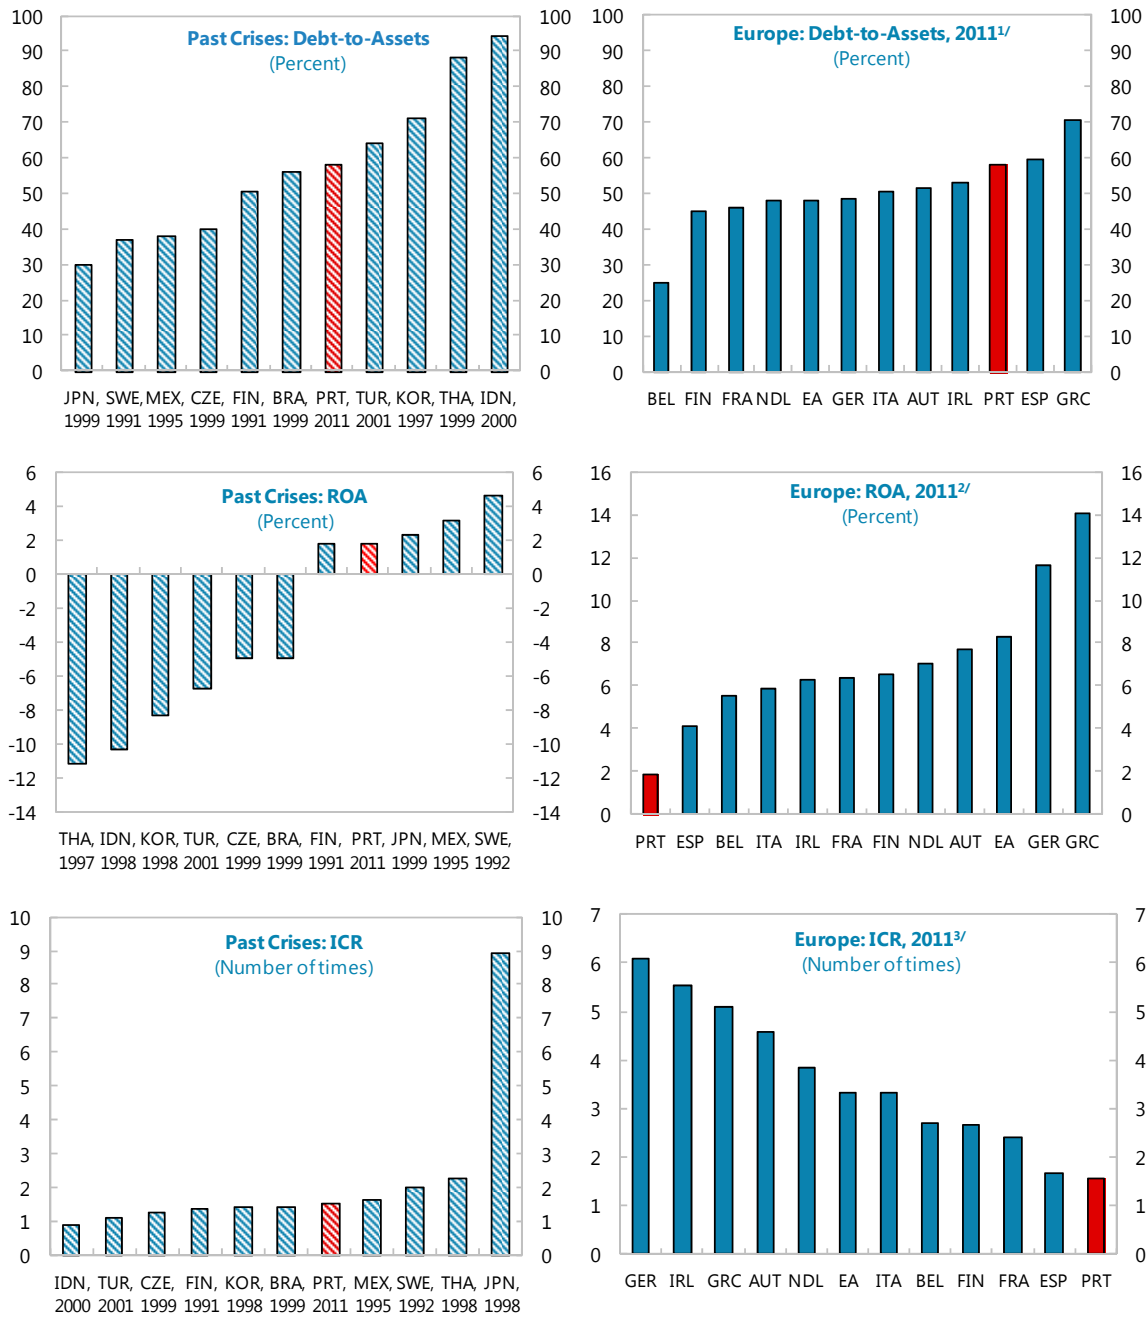 Past Crises: Debt-to-Assets
(Percent)
100 100
90 90
80 80
70 70
60 60
50 50
40 40
30 30
20 20
10 10
0 0
JPN, SWE, MEX, CZE, FIN, BRA, PRT, TUR, KOR, THA, IDN,
1999 1991 1995 1999 1991 1999 2011 2001 1997 1999 2000
Europe: Debt-to-Assets, 2011¹/
(Percent)
100 100
90 90
80 80
70 70
60 60
50 50
40 40
30 30
20 20
10 10
0 0
BEL FIN FRA NDL EA GER ITA AUT IRL PRT ESP GRC
Past Crises: ROA
(Percent)
6 6
4 4
2 2
0 0
-2 -2
-4 -4
-6 -6
-8 -8
-10 -10
-12 -12
-14 -14
THA, IDN, KOR, TUR, CZE, BRA, FIN, PRT, JPN, MEX, SWE,
1997 1998 1998 2001 1999 1999 1991 2011 1999 1995 1992
Europe: ROA, 2011²/
(Percent)
16 16
14 14
12 12
10 10
8 8
6 6
4 4
2 2
0 0
PRT ESP BEL ITA IRL FRA FIN NDL AUT EA GER GRC
Past Crises: ICR
(Number of times)
10 10
9 9
8 8
7 7
6 6
5 5
4 4
3 3
2 2
1 1
0 0
IDN, TUR, CZE, FIN, KOR, BRA, PRT, MEX, SWE, THA, JPN,
2000 2001 1999 1991 1998 1999 2011 1995 1992 1998 1998
Europe: ICR, 2011³/
(Number of times)
7 7
6 6
5 5
4 4
3 3
2 2
1 1
0 0
GER IRL GRC AUT NDL EA ITA BEL FIN FRA ESP PRT